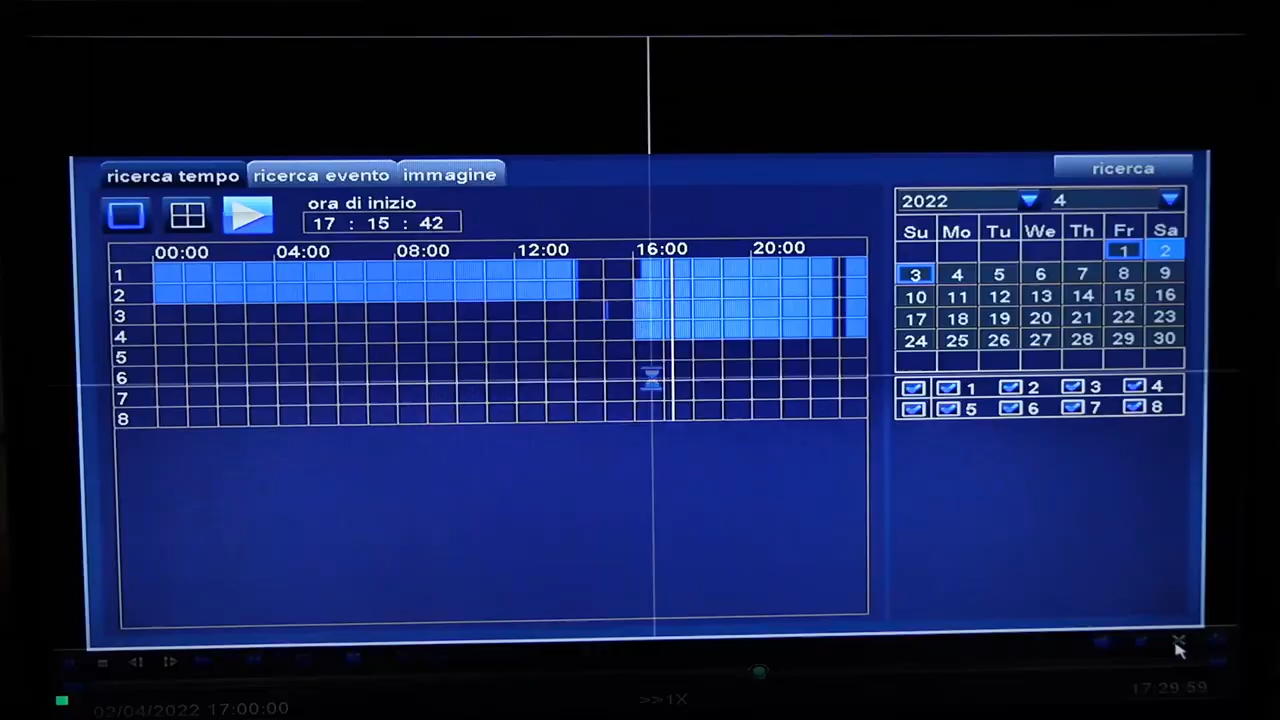 ricerca tempo ricerca evento immagine ricerca
ora di inizio
17 : 15 : 42
2022 4
Su Mo Tu We Th Fr Sa
1 2
3 4 5 6 7 8 9
10 11 12 13 14 15 16
17 18 19 20 21 22 23
24 25 26 27 28 29 30
1 2 3 4
5 6 7 8
00:00 04:00 08:00 12:00 16:00 20:00
1
2
3
4
5
6
7
8
02/04/2022 17:00:00
>>1X
17:29:59